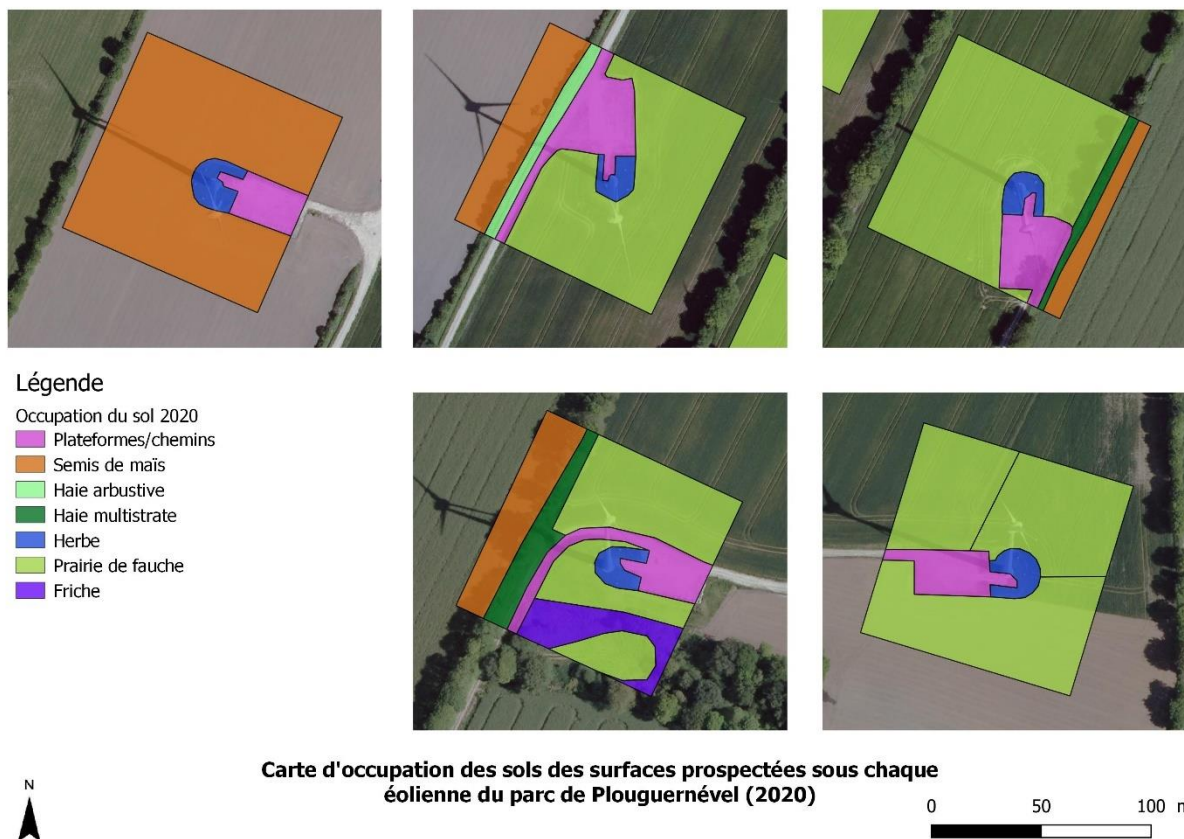 Légende
Occupation du sol 2020
Plateformes/chemins
Semis de maïs
Haie arbustive
Haie multistrate
Herbe
Prairie de fauche
Friche
Carte d'occupation des sols des surfaces prospectées sous chaque
éolienne du parc de Plouguernével (2020)
N
0 50 100 m